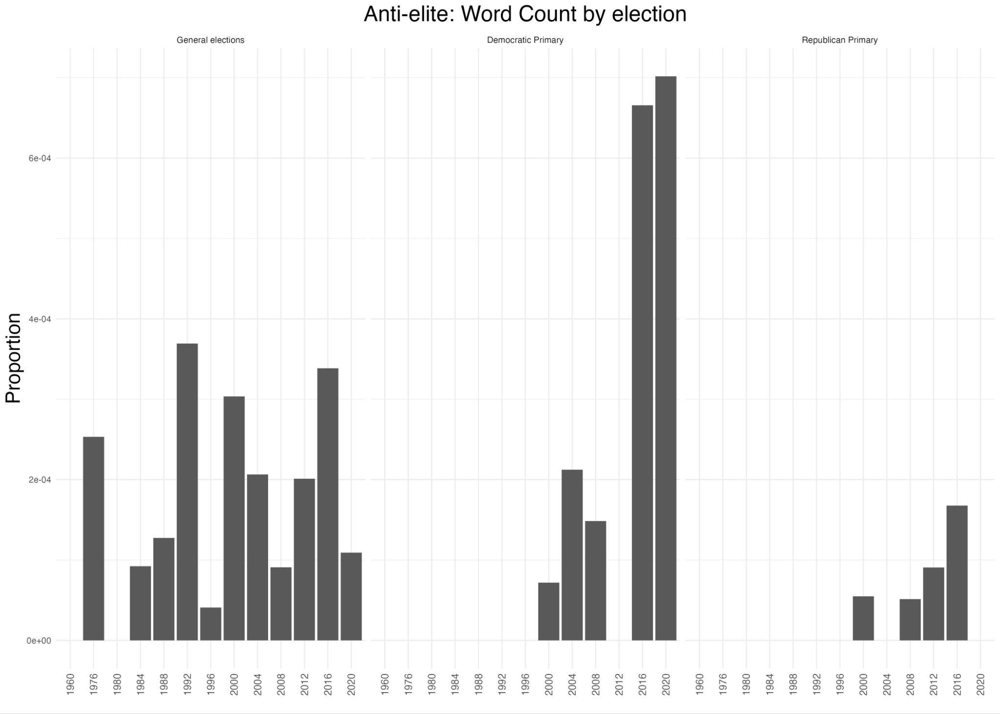 Anti-elite: Word Count by election
General elections
Democratic Primary
Republican Primary
Proportion
6e-04
4e-04
2e-04
0e+00
1960 1976 1980 1984 1988 1992 1996 2000 2004 2008 2012 2016 2020
1960 1976 1980 1984 1988 1992 1996 2000 2004 2008 2012 2016 2020
1960 1976 1980 1984 1988 1992 1996 2000 2004 2008 2012 2016 2020